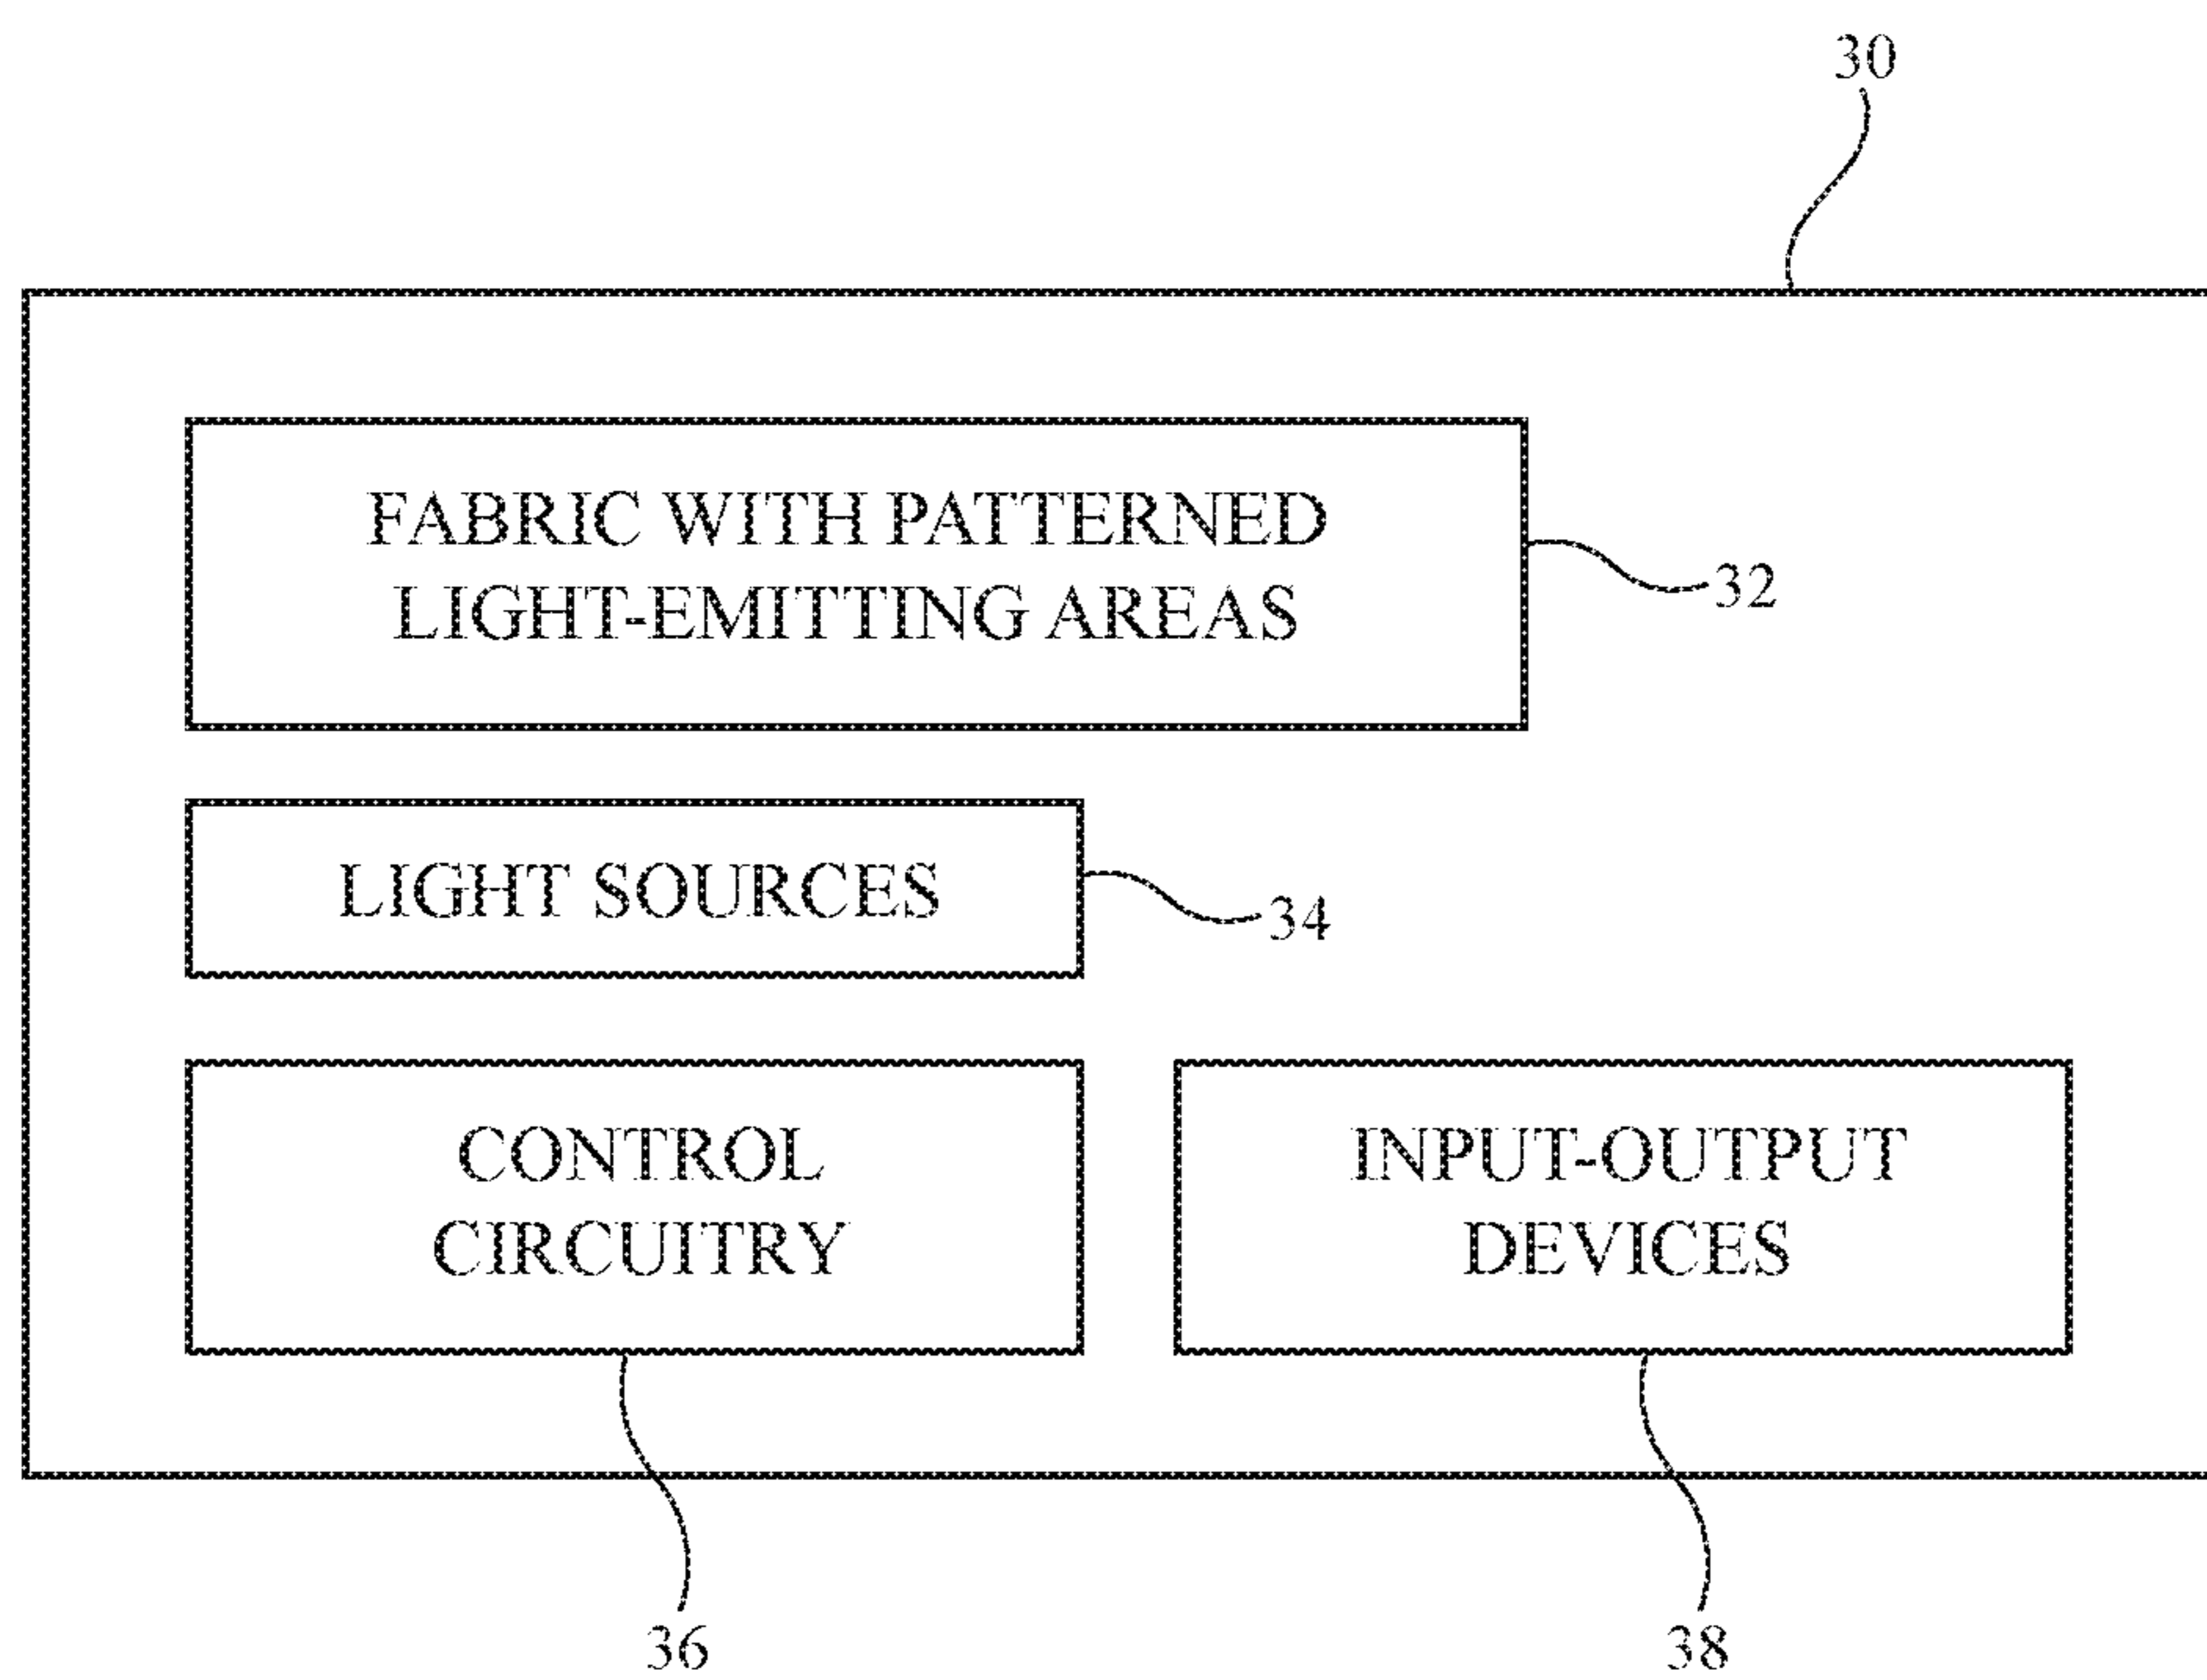 30
FABRIC WITH PATTERNED
LIGHT-EMITTING AREAS
32
LIGHT SOURCES
34
CONTROL
CIRCUITRY
INPUT-OUTPUT
DEVICES
36
38